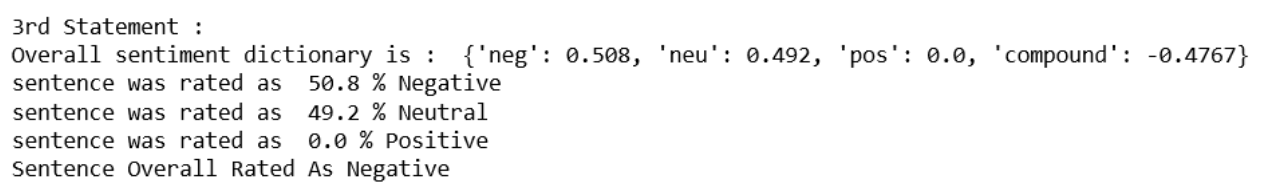 3rd Statement :
Overall sentiment dictionary is :  {'neg': 0.508, 'neu': 0.492, 'pos': 0.0, 'compound': -0.4767}
sentence was rated as  50.8 % Negative
sentence was rated as  49.2 % Neutral
sentence was rated as  0.0 % Positive
Sentence Overall Rated As Negative